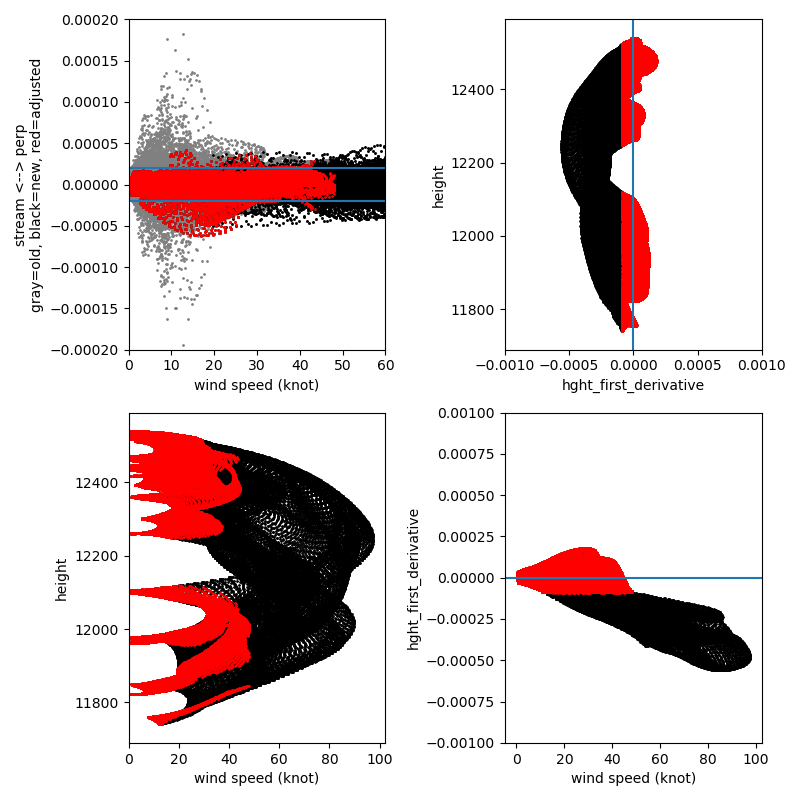 0.00020
0.00015
0.00010
0.00005
0.00000
−0.00005
−0.00010
−0.00015
−0.00020
stream <--> perp
gray=old, black=new, red=adjusted
0 10 20 30 40 50 60
wind speed (knot)
12400
12200
12000
11800
height
−0.0010 −0.0005 0.0000 0.0005 0.0010
hght_first_derivative
12400
12200
12000
11800
height
0 20 40 60 80 100
wind speed (knot)
0.00100
0.00075
0.00050
0.00025
0.00000
−0.00025
−0.00050
−0.00075
−0.00100
hght_first_derivative
0 20 40 60 80 100
wind speed (knot)